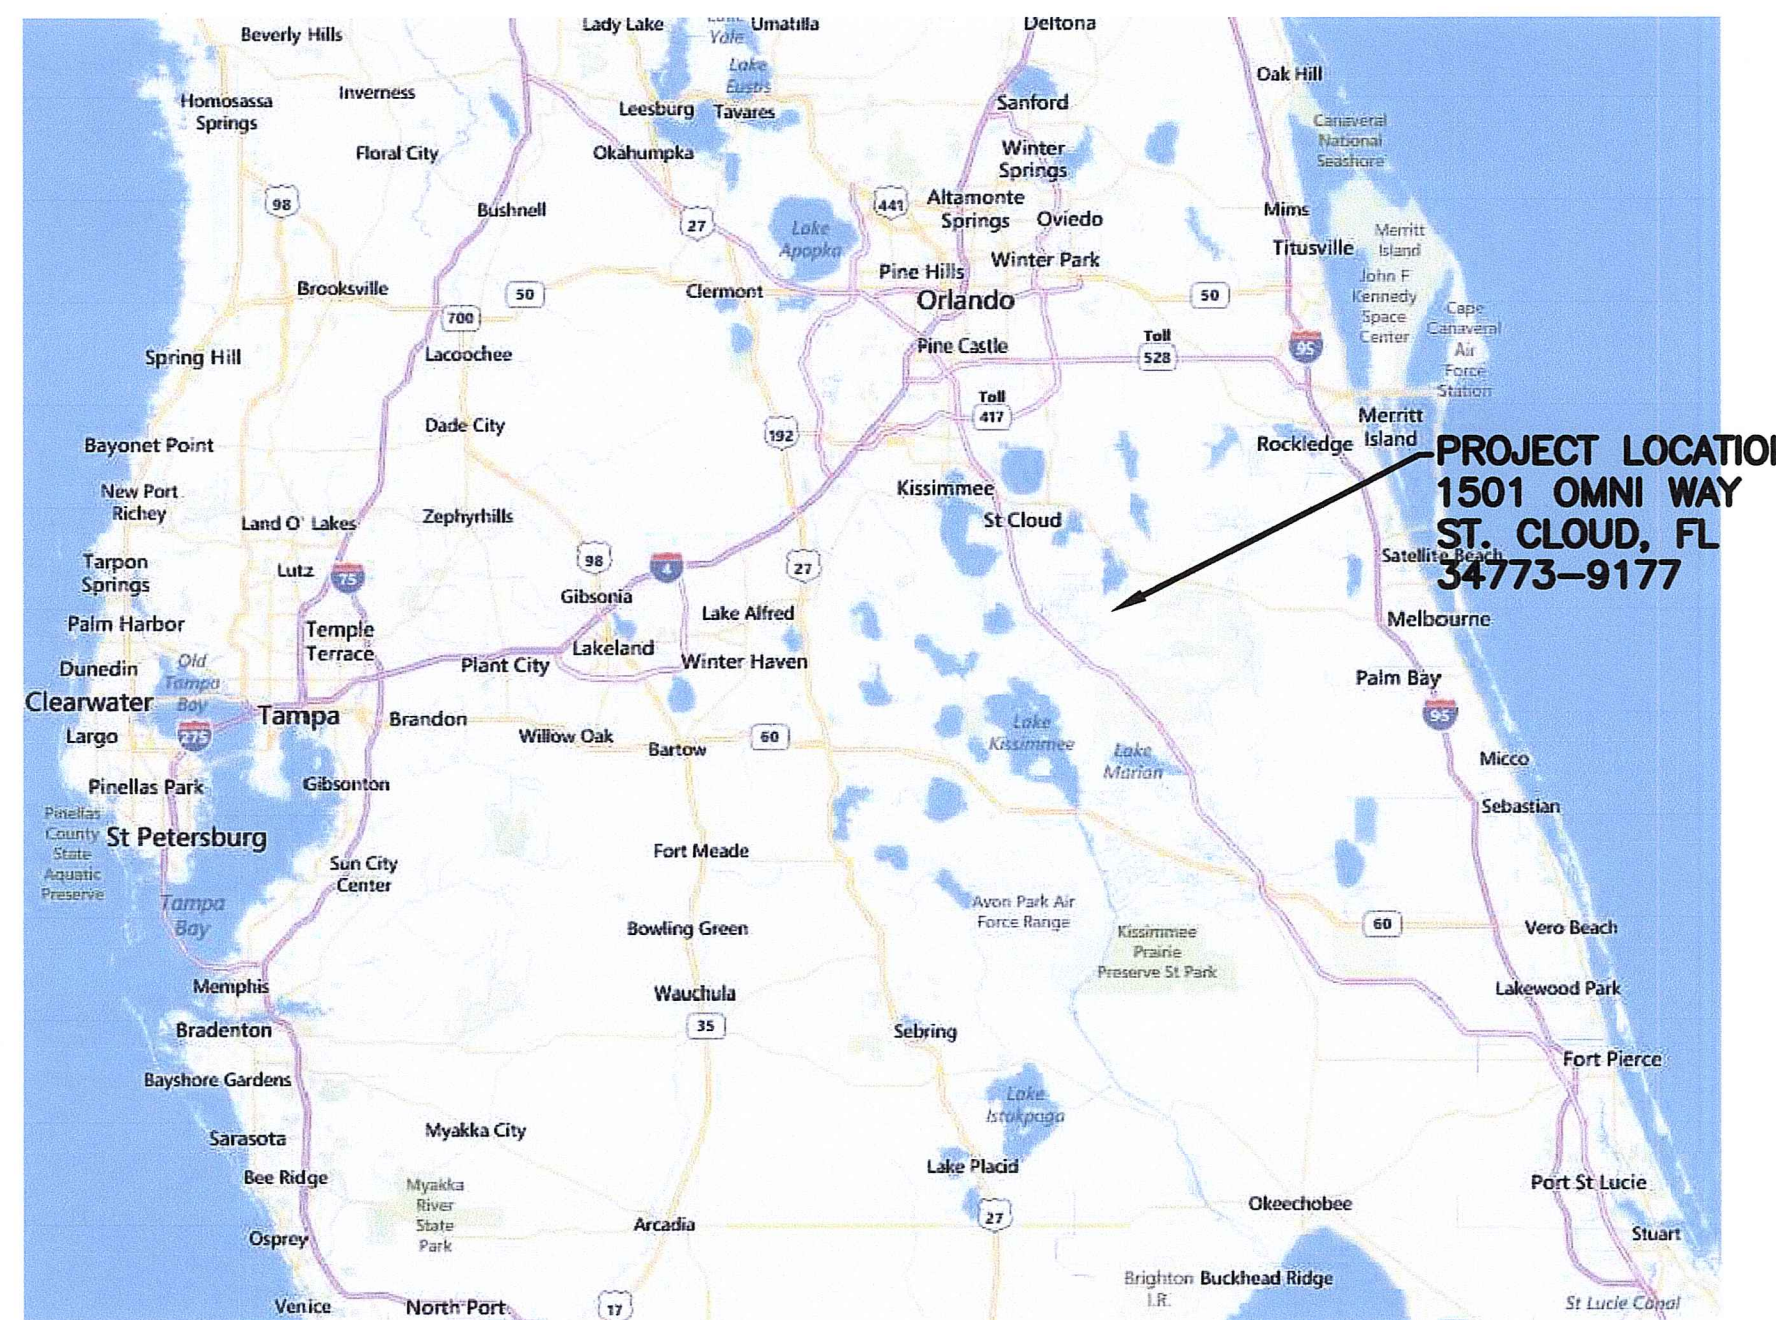 Beverly Hills
Lady Lake
Lake
Yale
Umatilla
Deltona
Lake
Eustis
Oak Hill
Homosassa
Springs
Inverness
Leesburg
Tavares
Sanford
Canaveral
National
Seashore
Floral City
Okahumpka
Winter
Springs
98
Bushnell
27
441
Altamonte
Springs
Oviedo
Mims
Lake
Apopka
Titusville
Merritt
Island
Pine Hills
Winter Park
Brooksville
50
Clermont
Orlando
50
John F
Kennedy
Space
Center
700
Cape
Canaveral
Air
Force
Station
Spring Hill
Lacoochee
Pine Castle
Toll
528
95
Toll
417
Dade City
192
Merritt
Island
Bayonet Point
Rockledge
PROJECT LOCATIO
1501 OMNI WAY
ST. CLOUD, FL
34773-9177
New Port
Richey
Land O' Lakes
Zephyrhills
Kissimmee
St Cloud
Satellite Beach
Tarpon
Springs
Lutz
75
98
4
27
Gibsonia
Lake Alfred
Palm Harbor
Temple
Terrace
Melbourne
Dunedin
Old
Tampa
Bay
Plant City
Lakeland
Winter Haven
Palm Bay
Clearwater
Tampa
Brandon
95
Largo
275
Willow Oak
Bartow
60
Lake
Kissimmee
Lake
Marian
Micco
Pinellas Park
Gibsonton
Sebastian
Pinellas
County
State
Aquatic
Preserve
St Petersburg
Fort Meade
Sun City
Center
Tampa
Bay
Bowling Green
Avon Park Air
Force Range
Kissimmee
Prairie
Preserve St Park
60
Vero Beach
Memphis
Wauchula
Lakewood Park
Bradenton
35
Sebring
Fort Pierce
Bayshore Gardens
Lake
Istokpoga
Sarasota
Myakka City
Bee Ridge
Lake Placid
Port St Lucie
Myakka
River
State
Park
Arcadia
27
Okeechobee
Osprey
Stuart
Brighton
I.R.
Buckhead Ridge
Venice
North Port
17
St Lucie Canal